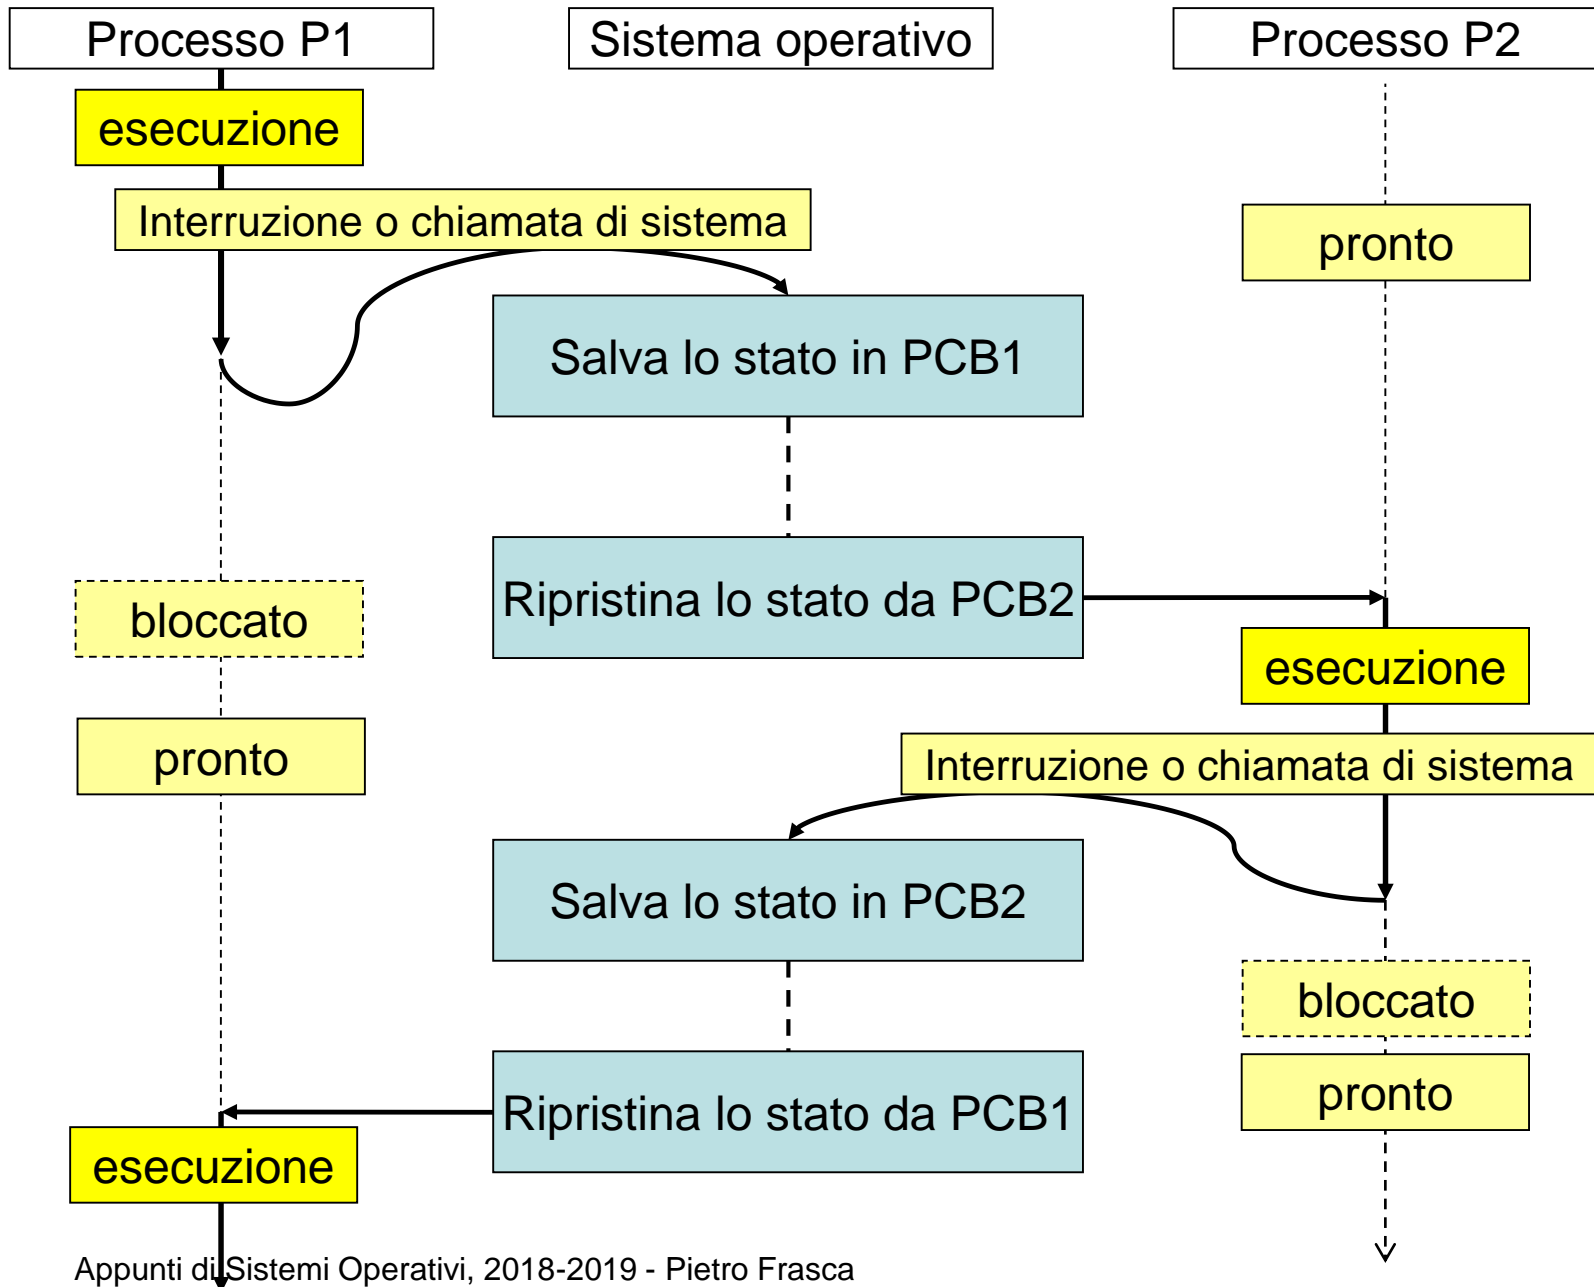 Processo P1
Sistema operativo
Processo P2
esecuzione
Interruzione o chiamata di sistema
pronto
Salva lo stato in PCB1
Ripristina lo stato da PCB2
bloccato
esecuzione
pronto
Interruzione o chiamata di sistema
Salva lo stato in PCB2
bloccato
Ripristina lo stato da PCB1
pronto
esecuzione
Appunti di Sistemi Operativi, 2018-2019 - Pietro Frasca